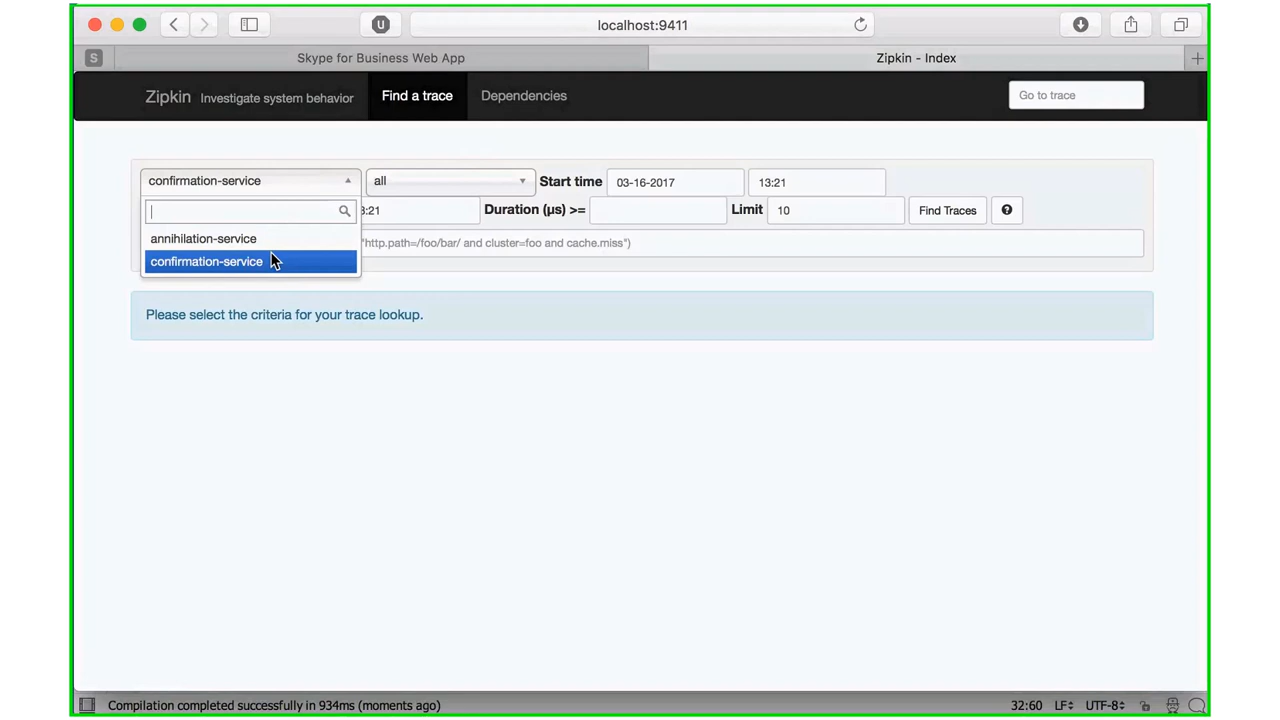 U
localhost:9411
S
Skype for Business Web App
Zipkin - Index
Zipkin Investigate system behavior Find a trace Dependencies Go to trace
confirmation-service all Start time 03-16-2017 13:21
3:21 Duration (µs) >= Limit 10 Find Traces ?
annihilation-service
"http.path=/foo/bar/ and cluster=foo and cache.miss")
confirmation-service
Please select the criteria for your trace lookup.
Compilation completed successfully in 934ms (moments ago) 32:60 LF UTF-8